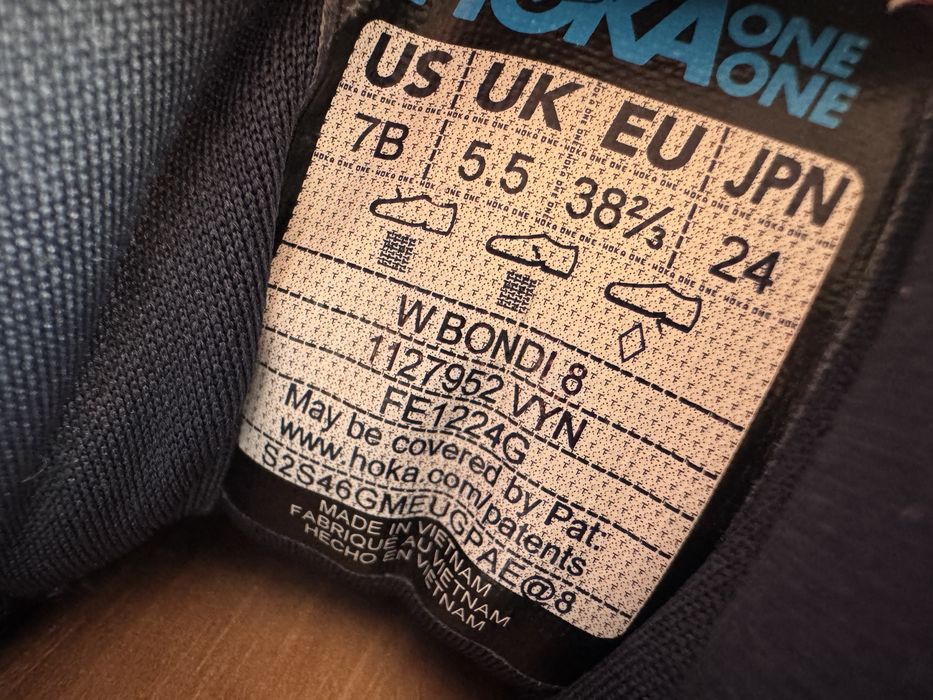 HOKA ONE ONE
US UK EU JPN
7B 5.5 38⅔ 24
W BONDI 8
1127952 VYN
FE1224G
May be covered by Pat.
www.hoka.com/patents
S2S46GMEUGPAE@8
MADE IN VIETNAM
FABRIQUÉ AU VIETNAM
HECHO EN VIETNAM